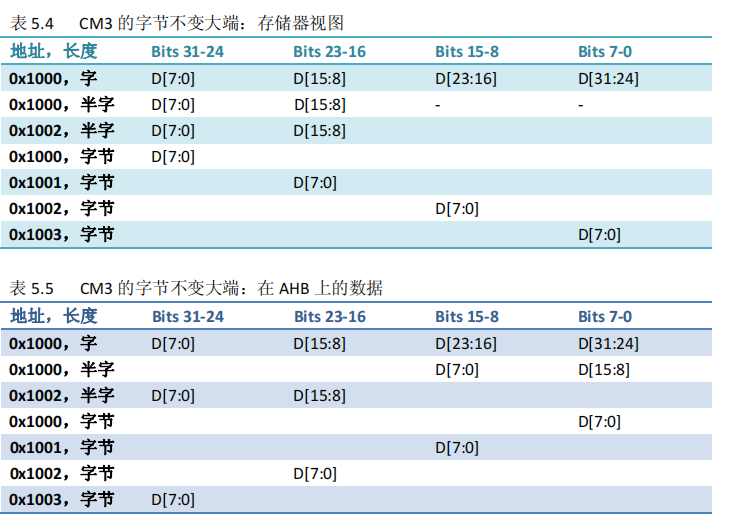 表 5.4 CM3 的字节不变大端：存储器视图
地址，长度 Bits 31-24 Bits 23-16 Bits 15-8 Bits 7-0
0x1000，字 D[7:0] D[15:8] D[23:16] D[31:24]
0x1000，半字 D[7:0] D[15:8] - -
0x1002，半字 D[7:0] D[15:8]
0x1000，字节 D[7:0]
0x1001，字节 D[7:0]
0x1002，字节 D[7:0]
0x1003，字节 D[7:0]
表 5.5 CM3 的字节不变大端：在 AHB 上的数据
地址，长度 Bits 31-24 Bits 23-16 Bits 15-8 Bits 7-0
0x1000，字 D[7:0] D[15:8] D[23:16] D[31:24]
0x1000，半字 D[7:0] D[15:8]
0x1002，半字 D[7:0] D[15:8]
0x1000，字节 D[7:0]
0x1001，字节 D[7:0]
0x1002，字节 D[7:0]
0x1003，字节 D[7:0]